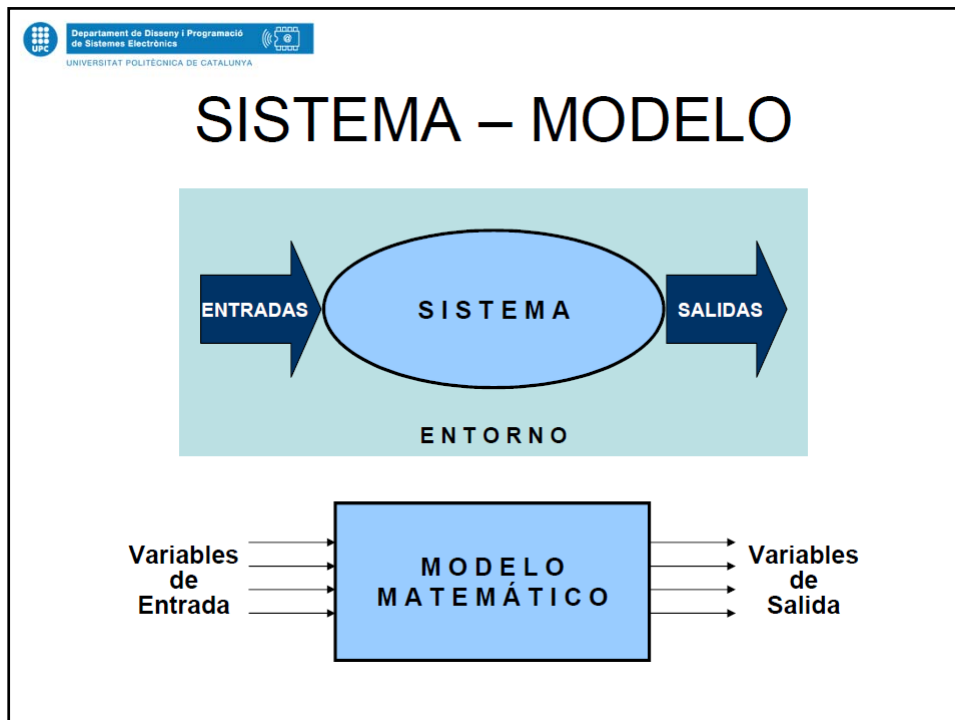 UPC
Departament de Disseny i Programació
de Sistemes Electrònics
@
UNIVERSITAT POLITÈCNICA DE CATALUNYA
SISTEMA – MODELO
ENTRADAS
SISTEMA
SALIDAS
ENTORNO
Variables
de
Entrada
MODELO
MATEMÁTICO
Variables
de
Salida